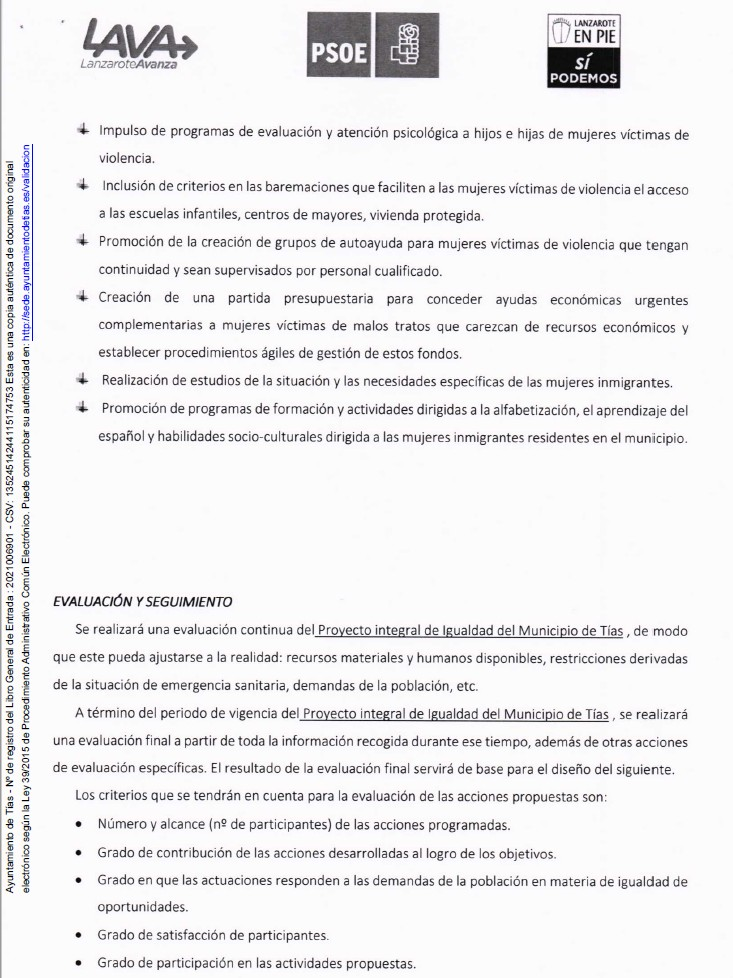 LAVA
LanzaroteAvanza
PSOE
LANZAROTE
EN PIE
sí
PODEMOS
Impulso de programas de evaluación y atención psicológica a hijos e hijas de mujeres víctimas de
violencia.
Inclusión de criterios en las baremaciones que faciliten a las mujeres víctimas de violencia el acceso
a las escuelas infantiles, centros de mayores, vivienda protegida.
Promoción de la creación de grupos de autoayuda para mujeres víctimas de violencia que tengan
continuidad y sean supervisados por personal cualificado.
Creación de una partida presupuestaria para conceder ayudas económicas urgentes
complementarias a mujeres víctimas de malos tratos que carezcan de recursos económicos y
establecer procedimientos ágiles de gestión de estos fondos.
Realización de estudios de la situación y las necesidades específicas de las mujeres inmigrantes.
Promoción de programas de formación y actividades dirigidas a la alfabetización, el aprendizaje del
español y habilidades socio-culturales dirigida a las mujeres inmigrantes residentes en el municipio.
EVALUACIÓN Y SEGUIMIENTO
Se realizará una evaluación continua del Proyecto integral de Igualdad del Municipio de Tías , de modo
que este pueda ajustarse a la realidad: recursos materiales y humanos disponibles, restricciones derivadas
de la situación de emergencia sanitaria, demandas de la población, etc.
A término del periodo de vigencia del Proyecto integral de Igualdad del Municipio de Tías , se realizará
una evaluación final a partir de toda la información recogida durante ese tiempo, además de otras acciones
de evaluación específicas. El resultado de la evaluación final servirá de base para el diseño del siguiente.
Los criterios que se tendrán en cuenta para la evaluación de las acciones propuestas son:
• Número y alcance (nº de participantes) de las acciones programadas.
• Grado de contribución de las acciones desarrolladas al logro de los objetivos.
• Grado en que las actuaciones responden a las demandas de la población en materia de igualdad de
oportunidades.
• Grado de satisfacción de participantes.
• Grado de participación en las actividades propuestas.
Ayuntamiento de Tías - Nº de registro del Libro General de Entrada : 2021006901 - CSV: 13524514244115174753 Esta es una copia auténtica de documento original
electrónico según la Ley 39/2015 de Procedimiento Administrativo Común Electrónico. Puede comprobar su autenticidad en: http://sede.ayuntamientodetias.es/validacion